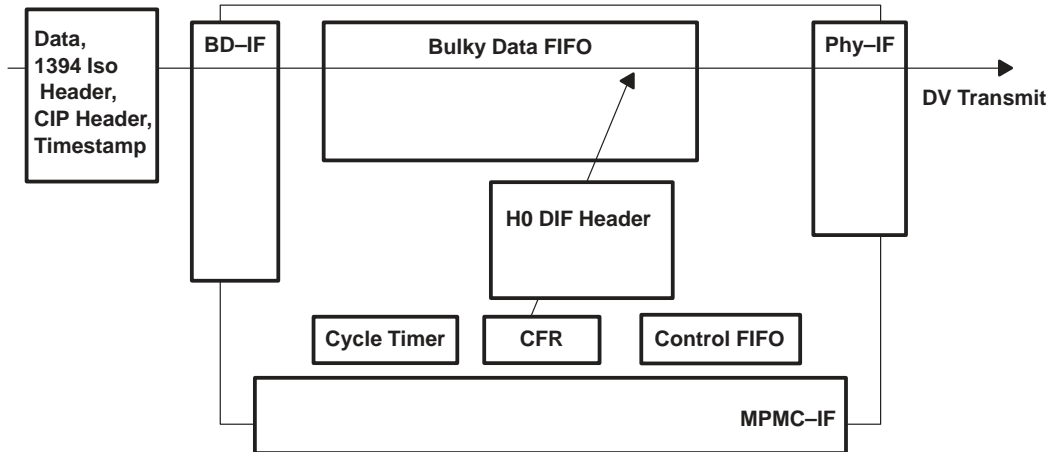 Data,
1394 Iso
Header,
CIP Header,
Timestamp
BD–IF
Bulky Data FIFO
Phy–IF
DV Transmit
H0 DIF Header
Cycle Timer
CFR
Control FIFO
MPMC–IF